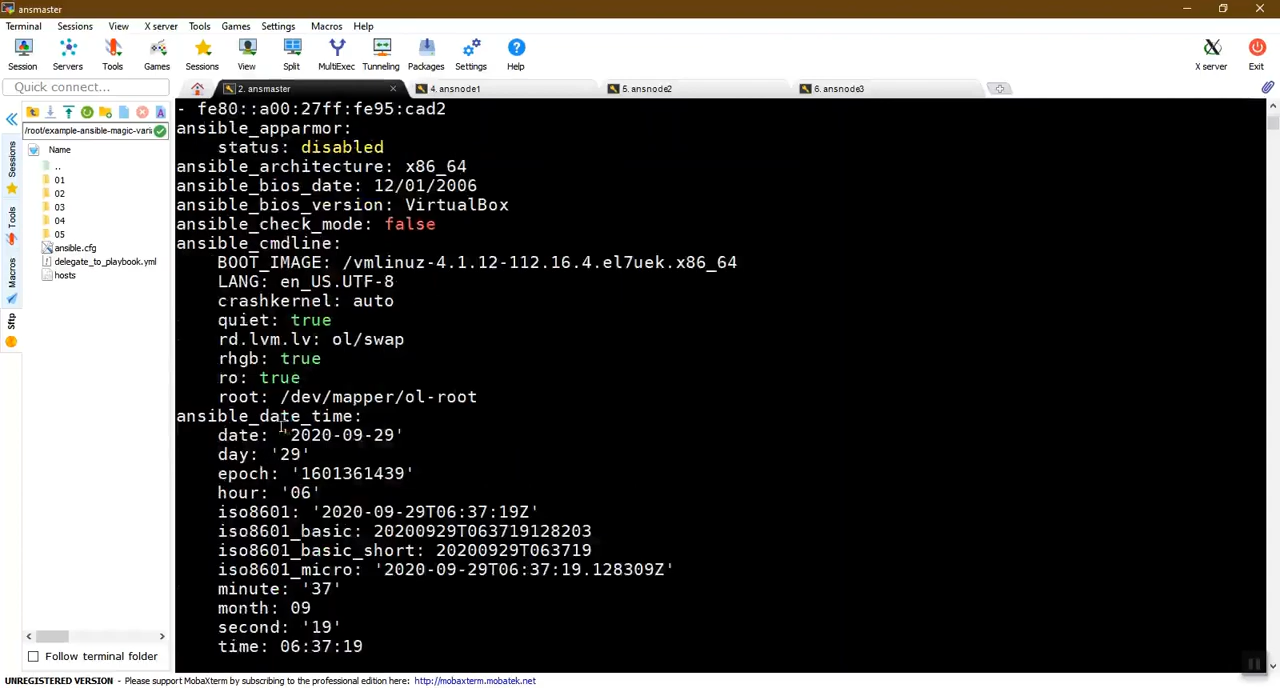 ansmaster
Terminal Sessions View X server Tools Games Settings Macros Help
Session Servers Tools Games Sessions View Split MultiExec Tunneling Packages Settings Help X server Exit
Quick connect...
2. ansmaster 4. ansnode1 5. ansnode2 6. ansnode3
/root/example-ansible-magic-vari
Name
..
01
02
03
04
05
ansible.cfg
delegate_to_playbook.yml
hosts
Sessions
Tools
Macros
Sftp
Follow terminal folder
- fe80::a00:27ff:fe95:cad2
ansible_apparmor:
status: disabled
ansible_architecture: x86_64
ansible_bios_date: 12/01/2006
ansible_bios_version: VirtualBox
ansible_check_mode: false
ansible_cmdline:
BOOT_IMAGE: /vmlinuz-4.1.12-112.16.4.el7uek.x86_64
LANG: en_US.UTF-8
crashkernel: auto
quiet: true
rd.lvm.lv: ol/swap
rhgb: true
ro: true
root: /dev/mapper/ol-root
ansible_date_time:
date: '2020-09-29'
day: '29'
epoch: '1601361439'
hour: '06'
iso8601: '2020-09-29T06:37:19Z'
iso8601_basic: 20200929T063719128203
iso8601_basic_short: 20200929T063719
iso8601_micro: '2020-09-29T06:37:19.128309Z'
minute: '37'
month: 09
second: '19'
time: 06:37:19
UNREGISTERED VERSION - Please support MobaXterm by subscribing to the professional edition here: http://mobaxterm.mobatek.net